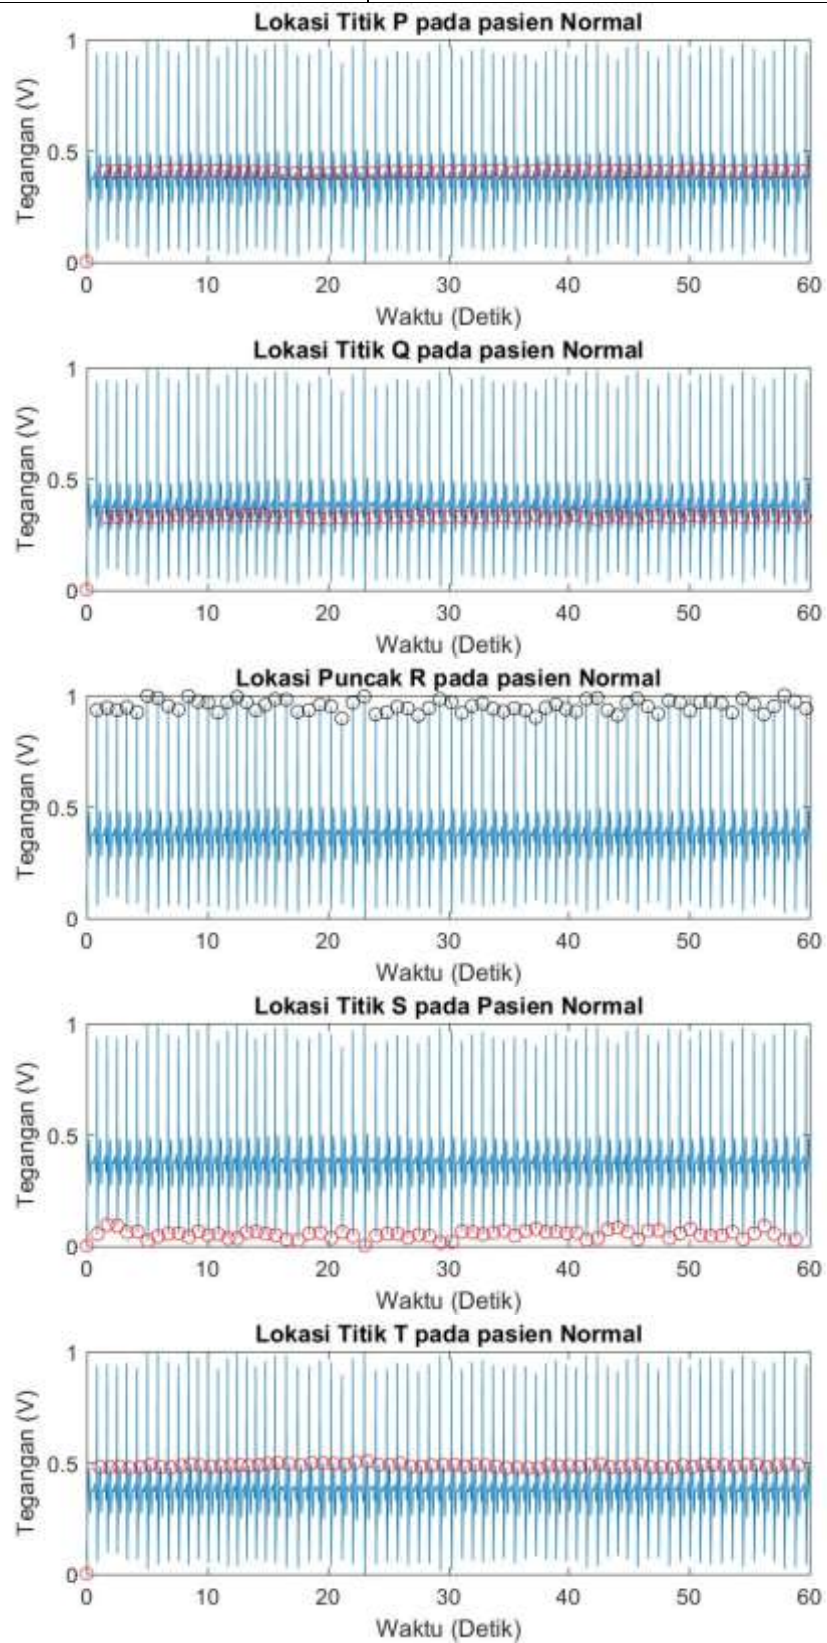 Lokasi Titik P pada pasien Normal
1
0.5
0
Tegangan (V)
0 10 20 30 40 50 60
Waktu (Detik)
Lokasi Titik Q pada pasien Normal
1
0.5
0
Tegangan (V)
0 10 20 30 40 50 60
Waktu (Detik)
Lokasi Puncak R pada pasien Normal
1
0.5
0
Tegangan (V)
0 10 20 30 40 50 60
Waktu (Detik)
Lokasi Titik S pada Pasien Normal
1
0.5
0
Tegangan (V)
0 10 20 30 40 50 60
Waktu (Detik)
Lokasi Titik T pada pasien Normal
1
0.5
0
Tegangan (V)
0 10 20 30 40 50 60
Waktu (Detik)